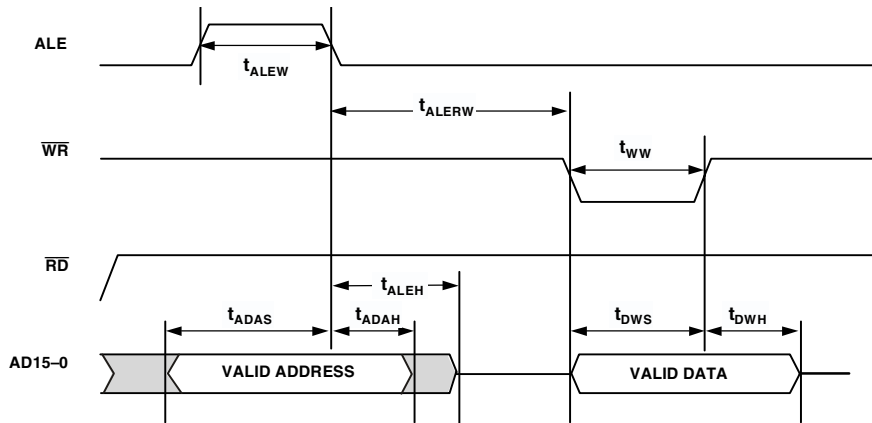 ALE
tALEW
tALERW
WR
tWW
RD
tALEH
tADAS
tADAH
tDWS
tDWH
AD15–0
VALID ADDRESS
VALID DATA